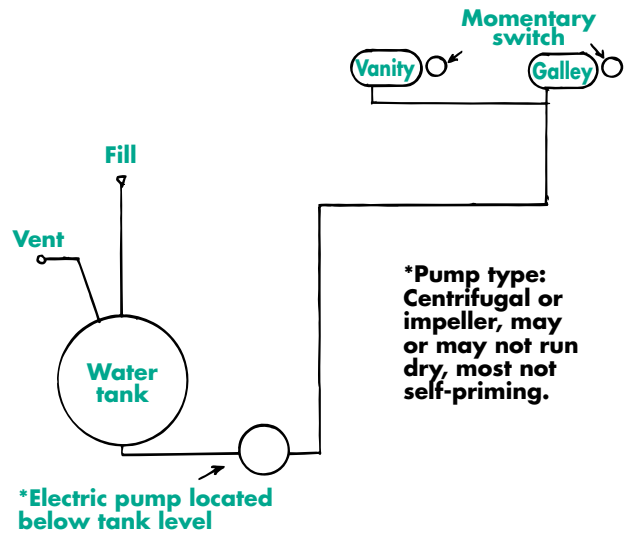 Momentary
switch
Vanity
Galley
Fill
Vent
*Pump type:
Centrifugal or
impeller, may
or may not run
dry, most not
self-priming.
Water
tank
*Electric pump located
below tank level